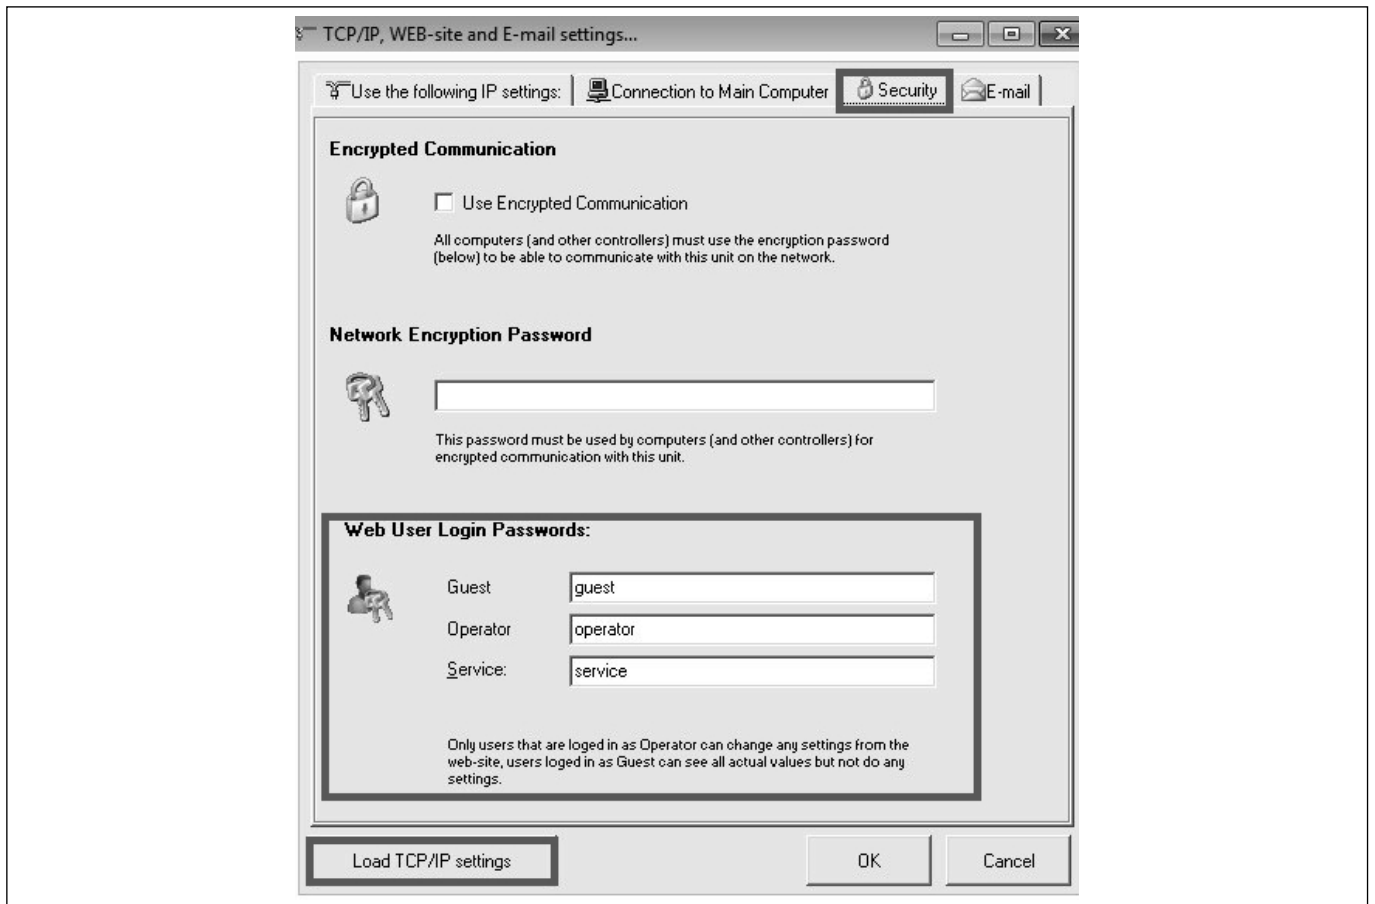 TCP/IP, WEB-site and E-mail settings...
Use the following IP settings:
Connection to Main Computer
Security
E-mail
Encrypted Communication
Use Encrypted Communication
All computers (and other controllers) must use the encryption password
(below) to be able to communicate with this unit on the network.
Network Encryption Password
This password must be used by computers (and other controllers) for
encrypted communication with this unit.
Web User Login Passwords:
Guest guest
Operator operator
Service: service
Only users that are loged in as Operator can change any settings from the
web-site, users loged in as Guest can see all actual values but not do any
settings.
Load TCP/IP settings
OK
Cancel